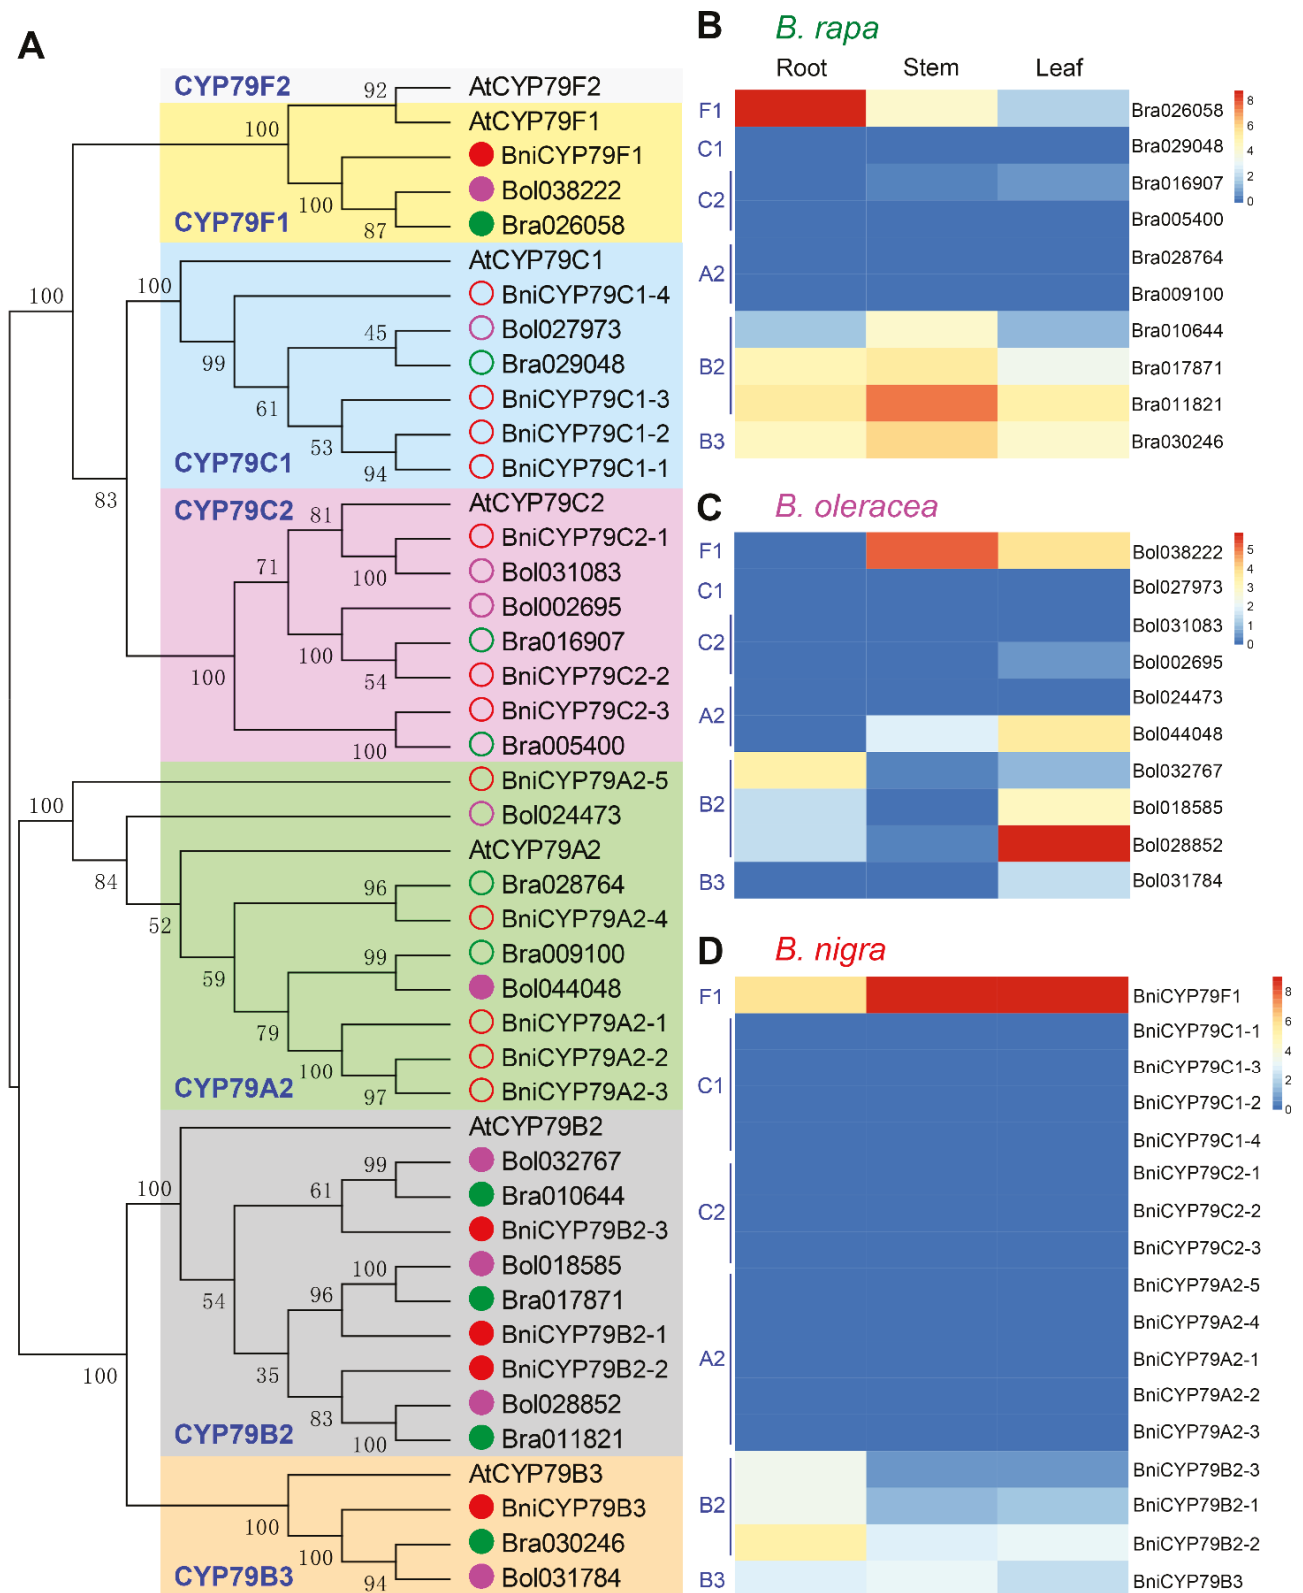 A
CYP79F2
92
AtCYP79F2
100
AtCYP79F1
BniCYP79F1
100
Bol038222
CYP79F1
87
Bra026058
AtCYP79C1
100
100
BniCYP79C1-4
45
Bol027973
99
Bra029048
61
BniCYP79C1-3
53
BniCYP79C1-2
CYP79C1
94
BniCYP79C1-1
83
CYP79C2
81
AtCYP79C2
BniCYP79C2-1
71
100
Bol031083
Bol002695
100
Bra016907
100
54
BniCYP79C2-2
BniCYP79C2-3
100
Bra005400
BniCYP79A2-5
100
Bol024473
AtCYP79A2
84
96
Bra028764
52
BniCYP79A2-4
59
99
Bra009100
Bol044048
79
BniCYP79A2-1
100
BniCYP79A2-2
CYP79A2
97
BniCYP79A2-3
AtCYP79B2
99
Bol032767
100
61
Bra010644
BniCYP79B2-3
100
Bol018585
54
96
Bra017871
BniCYP79B2-1
35
BniCYP79B2-2
100
83
Bol028852
CYP79B2
100
Bra011821
AtCYP79B3
BniCYP79B3
100
100
Bra030246
CYP79B3
94
Bol031784
B
B. rapa
Root Stem Leaf
F1
Bra026058
C1
Bra029048
C2
Bra016907
Bra005400
A2
Bra028764
Bra009100
B2
Bra010644
Bra017871
Bra011821
B3
Bra030246
8
6
4
2
0
C
B. oleracea
F1
Bol038222
C1
Bol027973
C2
Bol031083
Bol002695
A2
Bol024473
Bol044048
B2
Bol032767
Bol018585
Bol028852
B3
Bol031784
5
4
3
2
1
0
D
B. nigra
F1
BniCYP79F1
C1
BniCYP79C1-1
BniCYP79C1-3
BniCYP79C1-2
BniCYP79C1-4
C2
BniCYP79C2-1
BniCYP79C2-2
BniCYP79C2-3
A2
BniCYP79A2-5
BniCYP79A2-4
BniCYP79A2-1
BniCYP79A2-2
BniCYP79A2-3
B2
BniCYP79B2-3
BniCYP79B2-1
BniCYP79B2-2
B3
BniCYP79B3
8
6
4
2
0